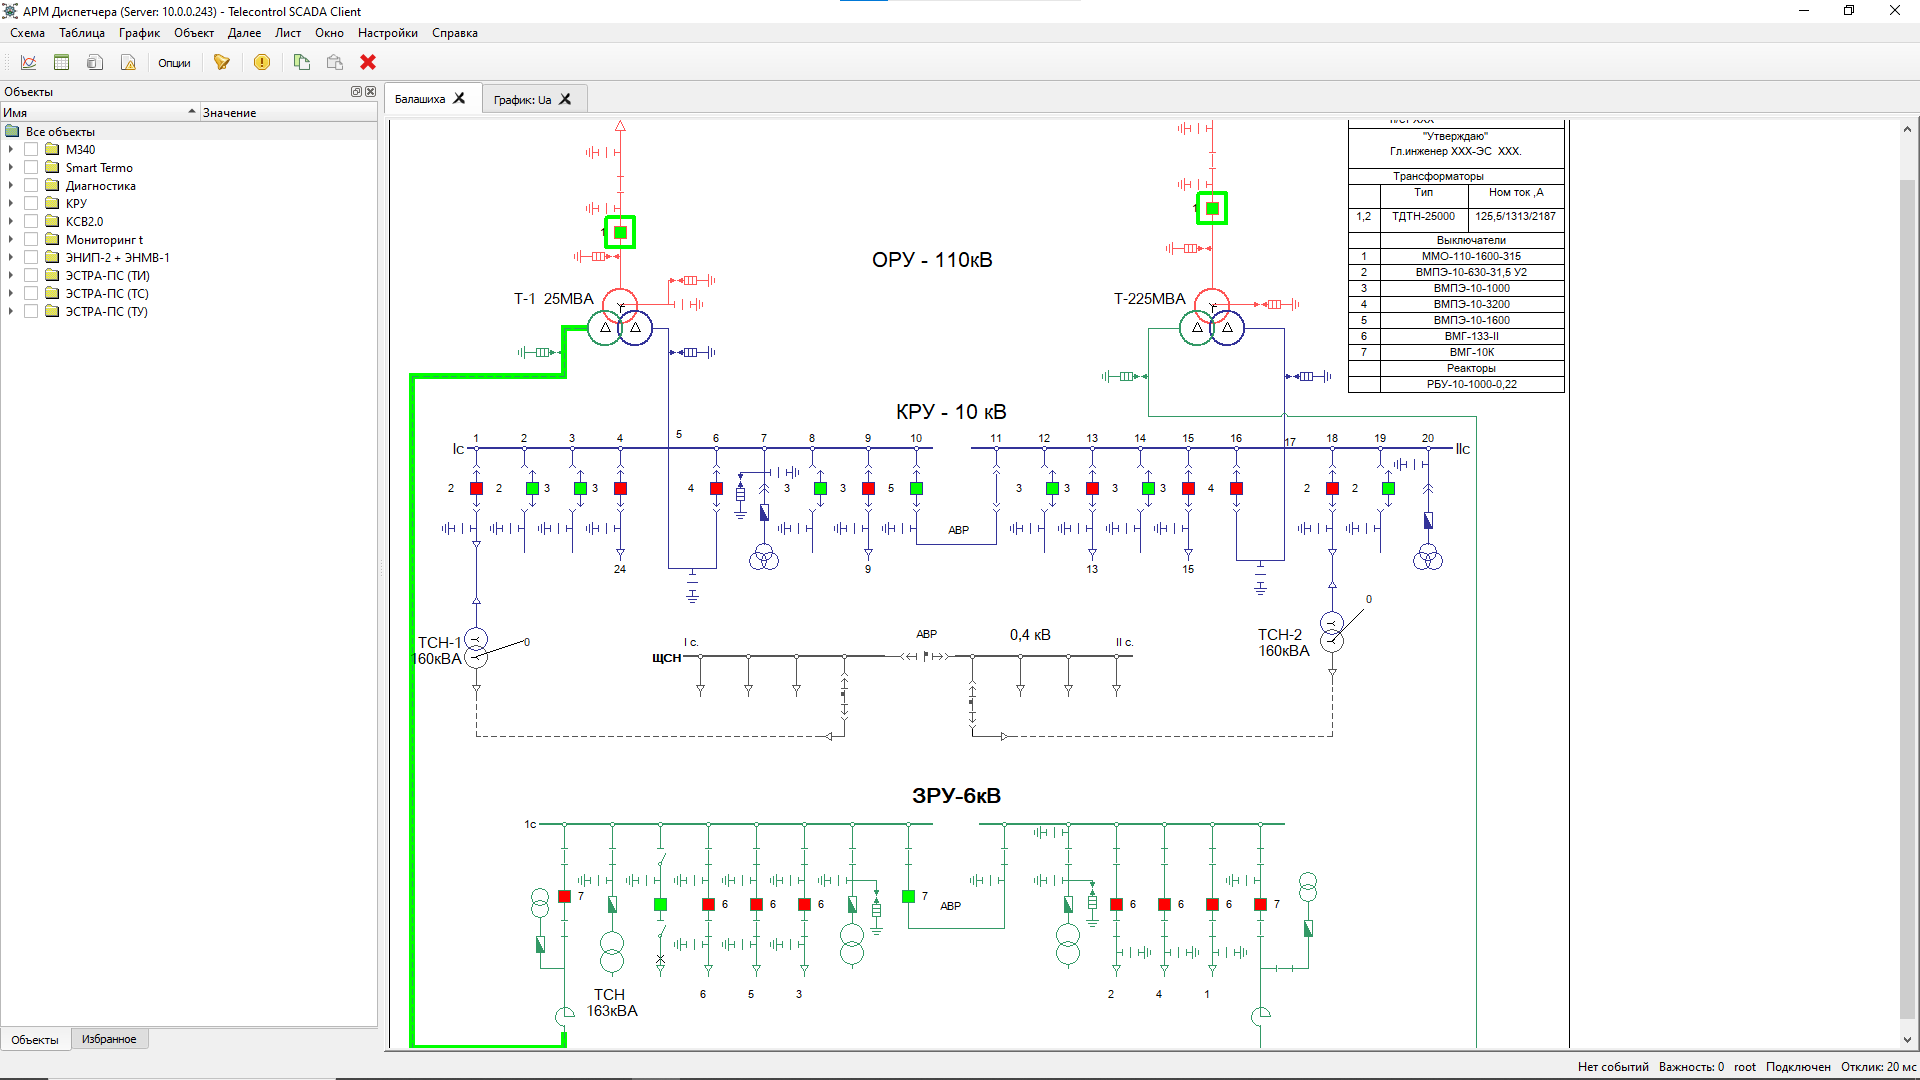 АРМ Диспетчера (Server: 10.0.0.243) - Telecontrol SCADA Client
Схема Таблица График Объект Далее Лист Окно Настройки Справка
Опции
Объекты
Имя Значение
Все объекты
М340
Smart Termo
Диагностика
КРУ
КСВ2.0
Мониторинг t
ЭНИП-2 + ЭНМВ-1
ЭСТРА-ПС (ТИ)
ЭСТРА-ПС (ТС)
ЭСТРА-ПС (ТУ)
Объекты Избранное
Балашиха График: Ua
"Утверждаю"
Гл.инженер ХХХ-ЭС ХХХ.
Трансформаторы
Тип Ном ток ,А
1,2 ТДТН-25000 125,5/1313/2187
Выключатели
1 ММО-110-1600-315
2 ВМПЭ-10-630-31,5 У2
3 ВМПЭ-10-1000
4 ВМПЭ-10-3200
5 ВМПЭ-10-1600
6 ВМГ-133-II
7 ВМГ-10К
Реакторы
РБУ-10-1000-0,22
1 1
ОРУ - 110кВ
Т-1 25МВА Т-225МВА
КРУ - 10 кВ
Iс 1 2 3 4 5 6 7 8 9 10 11 12 13 14 15 16 17 18 19 20 IIс
2 2 3 3 4 3 3 5 3 3 3 3 4 2 2
АВР
24 9 13 15
0 0
ТСН-1
160кВА
ТСН-2
160кВА
I с. АВР 0,4 кВ II с.
ЩСН
ЗРУ-6кВ
1с
7 6 6 6 7 АВР 6 6 6 7
ТСН
163кВА
6 5 3 2 4 1
Нет событий Важность: 0 root Подключен Отклик: 20 мс